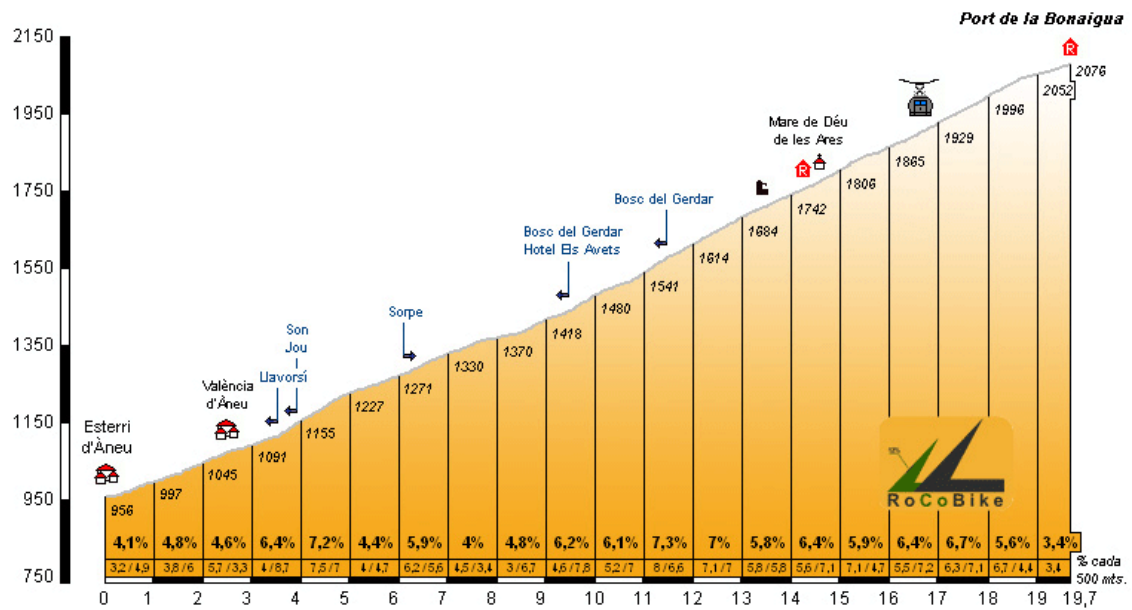 Port de la Bonaigua
2150
R
2076
2052
1950
1996
Mare de Déu
de les Ares
1929
1865
R
1806
1750
Bosc del Gerdar
1742
1684
Bosc del Gerdar
Hotel Els Avets
1614
1550
1541
1480
Sorpe
1418
1350
Son
Jou
Llavorsí
1370
1330
València
d'Àneu
1271
1227
1150
1155
Esterri
d'Àneu
1091
1045
997
950
956
RoCoBike
4,1% 4,8% 4,6% 6,4% 7,2% 4,4% 5,9% 4% 4,8% 6,2% 6,1% 7,3% 7% 5,8% 6,4% 5,9% 6,4% 6,7% 5,6% 3,4%
3,2 / 4,9 3,8 / 6 5,7 / 3,3 4 / 8,7 7,5 / 7 4 / 4,7 6,2 / 5,6 4,5 / 3,4 3 / 6,7 4,6 / 7,8 5,2 / 7 8 / 6,6 7,1 / 7 5,8 / 5,8 5,6 / 7,1 7,1 / 4,7 5,5 / 7,2 6,3 / 7,1 6,7 / 4,4 3,4
% cada
500 mts.
750
0 1 2 3 4 5 6 7 8 9 10 11 12 13 14 15 16 17 18 19 19,7